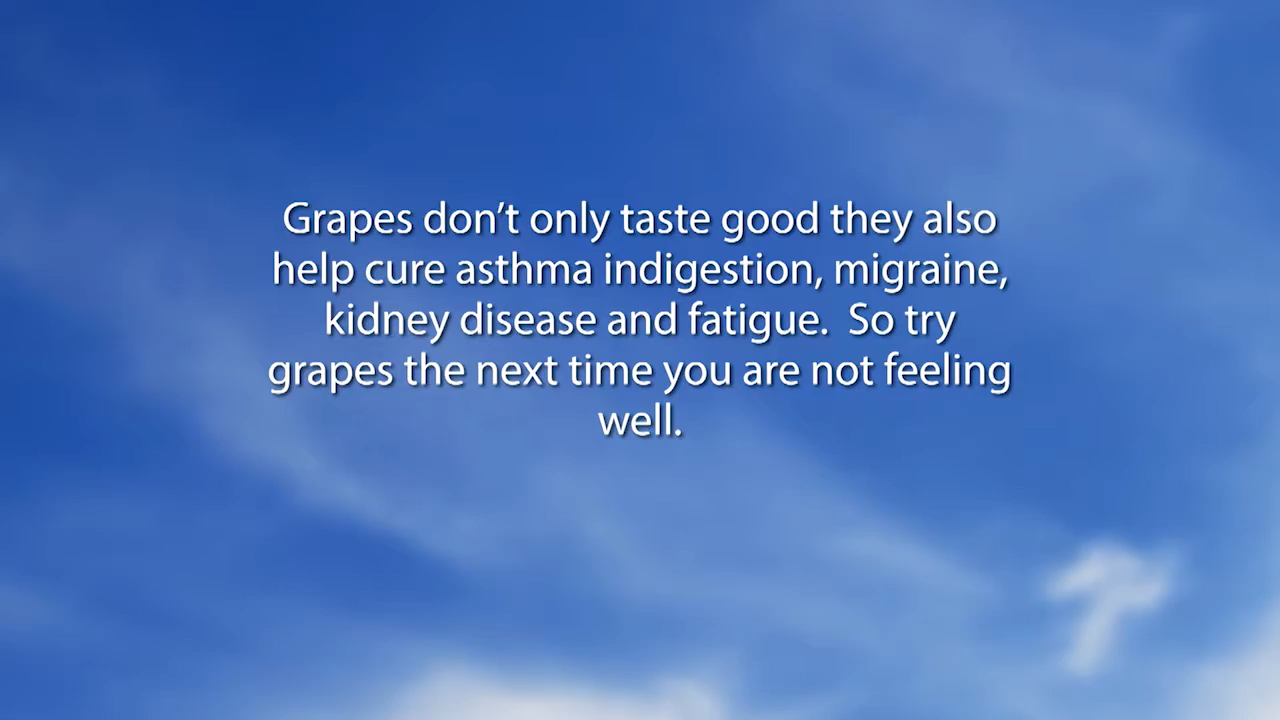 Grapes don’t only taste good they also
help cure asthma indigestion, migraine,
kidney disease and fatigue.  So try
grapes the next time you are not feeling
well.